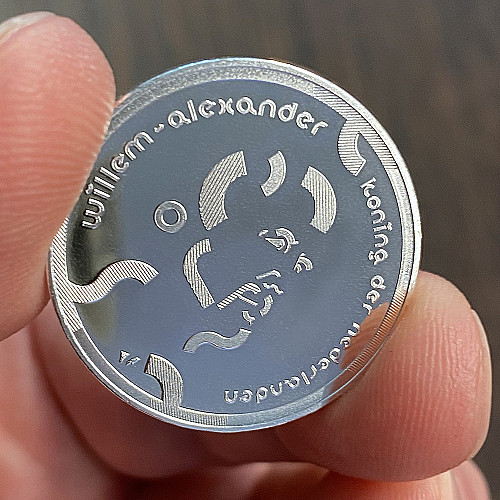 willem-alexander
koning der nederlanden